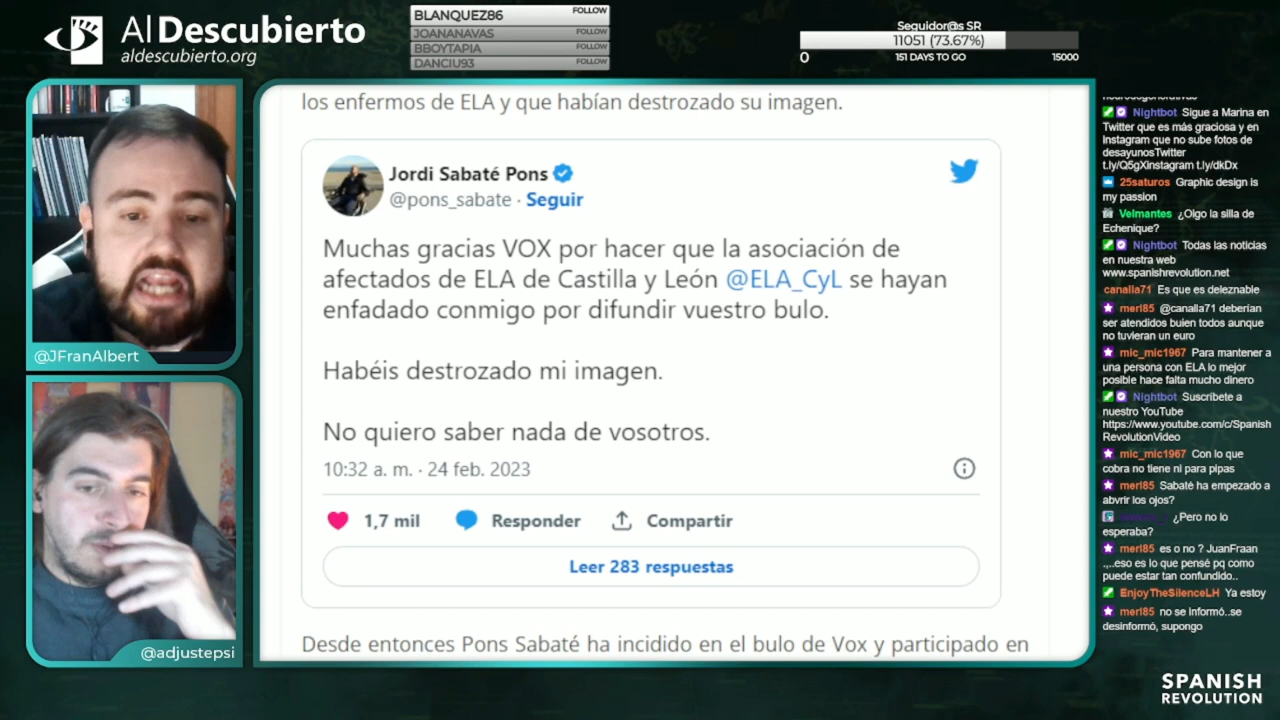 Al Descubierto
aldescubierto.org
BLANQUEZ86 FOLLOW
JOANANAVAS FOLLOW
BBOYTAPIA FOLLOW
DANCIU93 FOLLOW
Seguidor@s SR
11051 (73.67%)
0 151 DAYS TO GO 15000
@JFranAlbert
@adjustepsi
los enfermos de ELA y que habían destrozado su imagen.
Jordi Sabaté Pons
@pons_sabate · Seguir
Muchas gracias VOX por hacer que la asociación de
afectados de ELA de Castilla y León @ELA_CyL se hayan
enfadado conmigo por difundir vuestro bulo.
Habéis destrozado mi imagen.
No quiero saber nada de vosotros.
10:32 a. m. · 24 feb. 2023
1,7 mil Responder Compartir
Leer 283 respuestas
Desde entonces Pons Sabaté ha incidido en el bulo de Vox y participado en
Nightbot Sigue a Marina en
Twitter que es más graciosa y en
Instagram que no sube fotos de
desayunosTwitter
t.ly/Q5gXinstagram t.ly/dkDx
25saturos Graphic design is
my passion
Velmantes ¿Oigo la silla de
Echenique?
Nightbot Todas las noticias
en nuestra web
www.spanishrevolution.net
canalla71 Es que es deleznable
merl85 @canalla71 deberían
ser atendidos buien todos aunque
no tuvieran un euro
mic_mic1967 Para mantener a
una persona con ELA lo mejor
posible hace falta mucho dinero
Nightbot Suscríbete a
nuestro YouTube
https://www.youtube.com/c/Spanish
RevolutionVideo
mic_mic1967 Con lo que
cobra no tiene ni para pipas
merl85 Sabaté ha empezado a
abvrir los ojos?
¿Pero no lo
esperaba?
merl85 es o no ? JuanFraan
.,..eso es lo que pensé pq como
puede estar tan confundido..
EnjoyTheSilenceLH Ya estoy
merl85 no se informó..se
desinformó, supongo
SPANISH
REVOLUTION